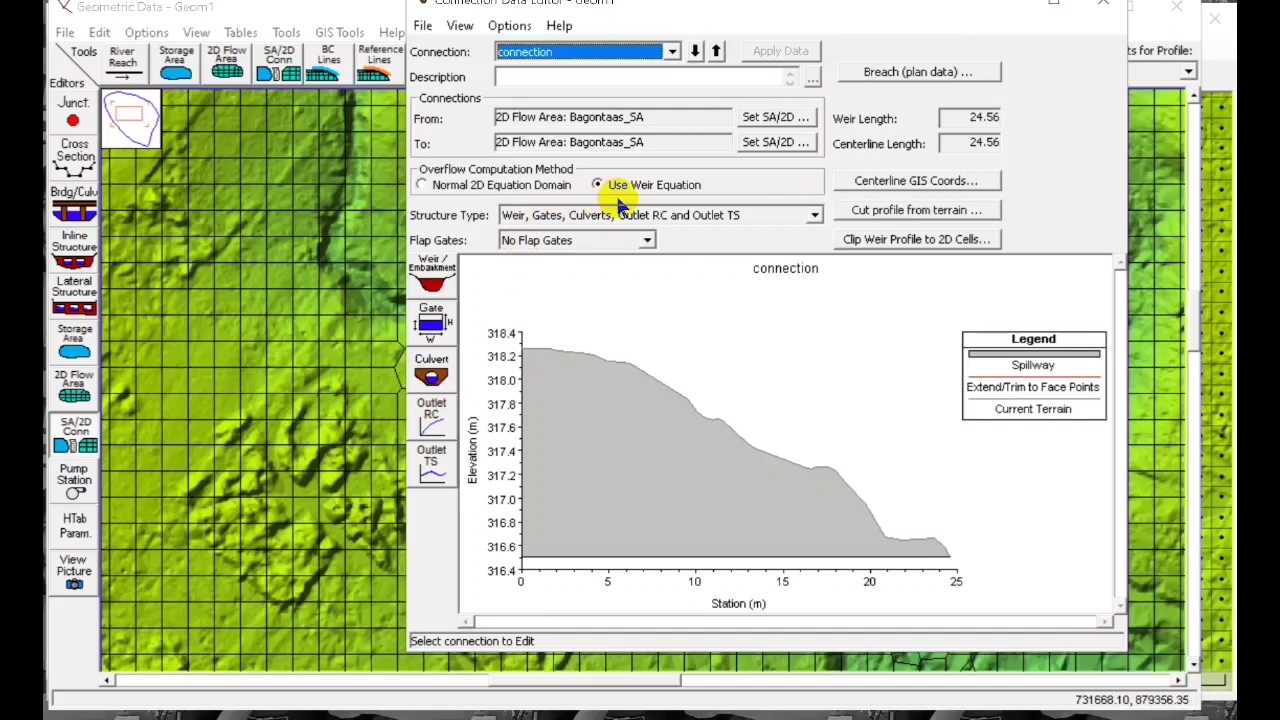 Geometric Data - Geom1
File Edit Options View Tables Tools GIS Tools Help
Tools
River Reach
Storage Area
2D Flow Area
SA/2D Conn
BC Lines
Reference Lines
Editors
Junct.
Cross Section
Brdg/Culv
Inline Structure
Lateral Structure
Storage Area
2D Flow Area
SA/2D Conn
Pump Station
HTab Param.
View Picture
Connection Data Editor - Geom1
File View Options Help
Connection: connection
Apply Data
Description
...
Breach (plan data) ...
Connections
From: 2D Flow Area: Bagontaas_SA Set SA/2D ...
To: 2D Flow Area: Bagontaas_SA Set SA/2D ...
Weir Length: 24.56
Centerline Length: 24.56
Overflow Computation Method
Normal 2D Equation Domain Use Weir Equation
Centerline GIS Coords...
Structure Type: Weir, Gates, Culverts, Outlet RC and Outlet TS
Cut profile from terrain ...
Flap Gates: No Flap Gates
Clip Weir Profile to 2D Cells...
Weir / Embankment
Gate
H
W
Culvert
Outlet RC
Outlet TS
connection
318.4
318.2
318.0
317.8
317.6
317.4
317.2
317.0
316.8
316.6
316.4
Elevation (m)
0 5 10 15 20 25
Station (m)
Legend
Spillway
Extend/Trim to Face Points
Current Terrain
Select connection to Edit
ts for Profile:
731668.10, 879356.35